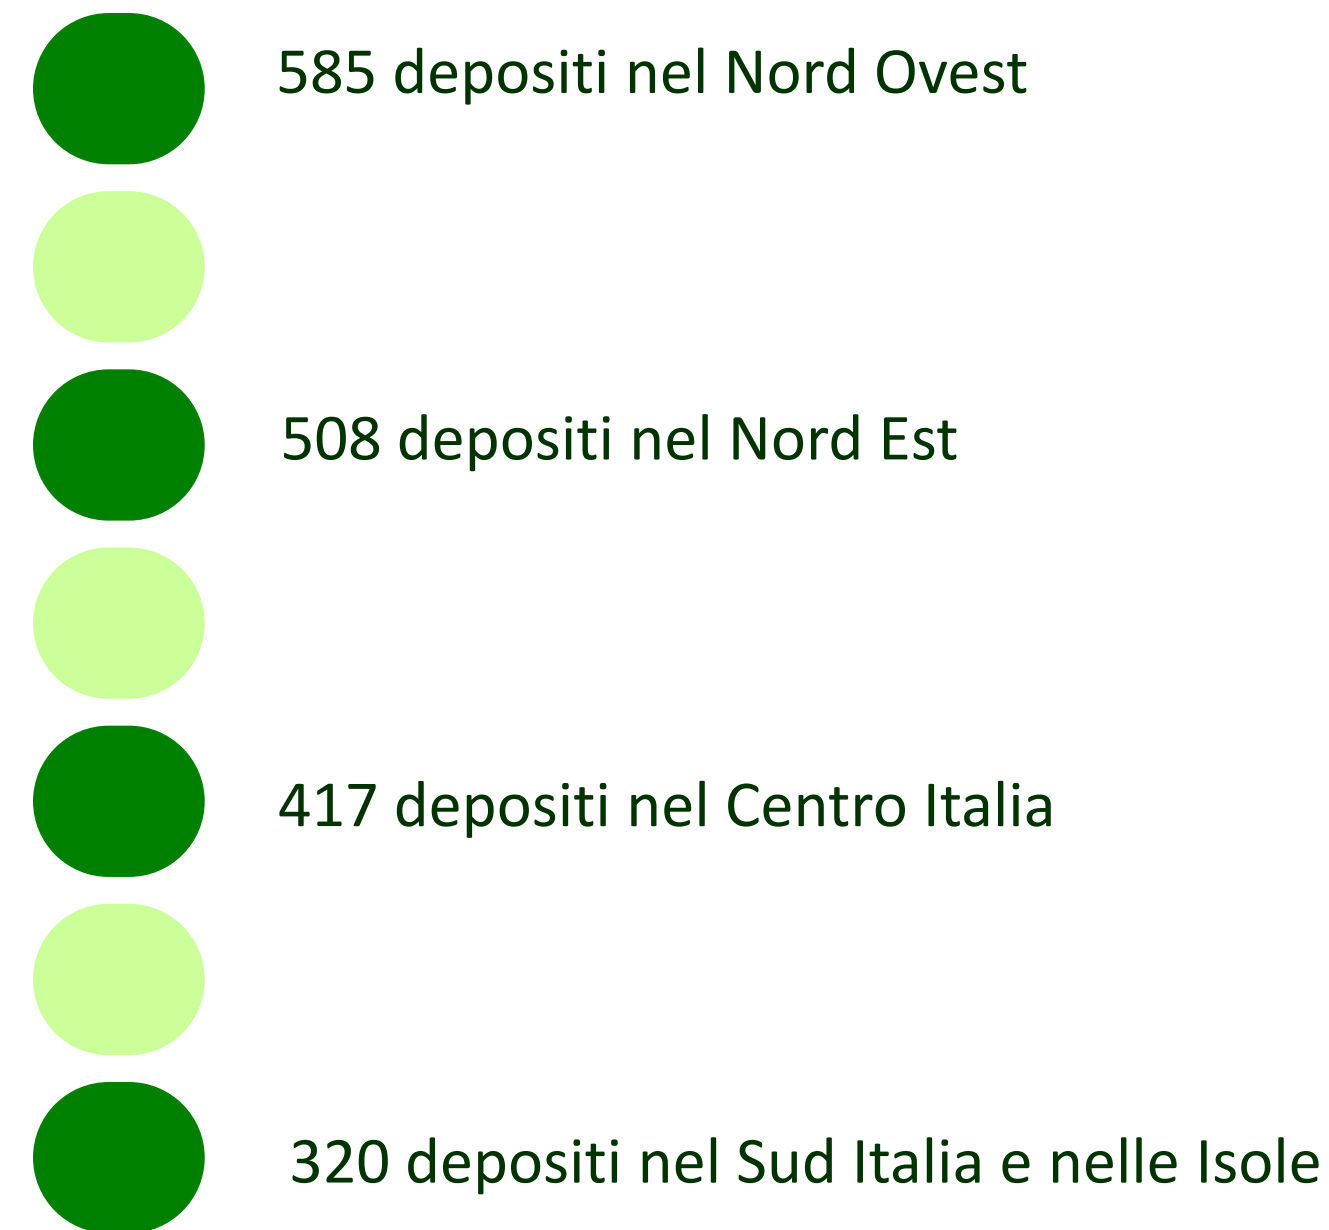 585 depositi nel Nord Ovest
508 depositi nel Nord Est
417 depositi nel Centro Italia
320 depositi nel Sud Italia e nelle Isole